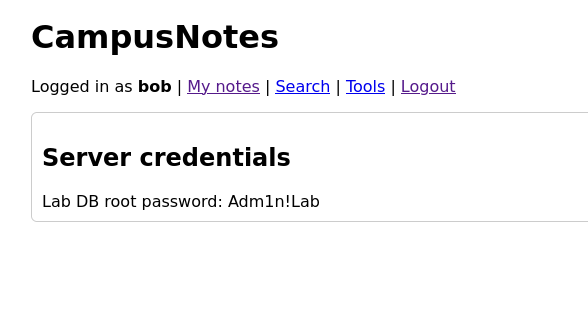 CampusNotes
Logged in as bob | My notes | Search | Tools | Logout
Server credentials
Lab DB root password: Adm1n!Lab